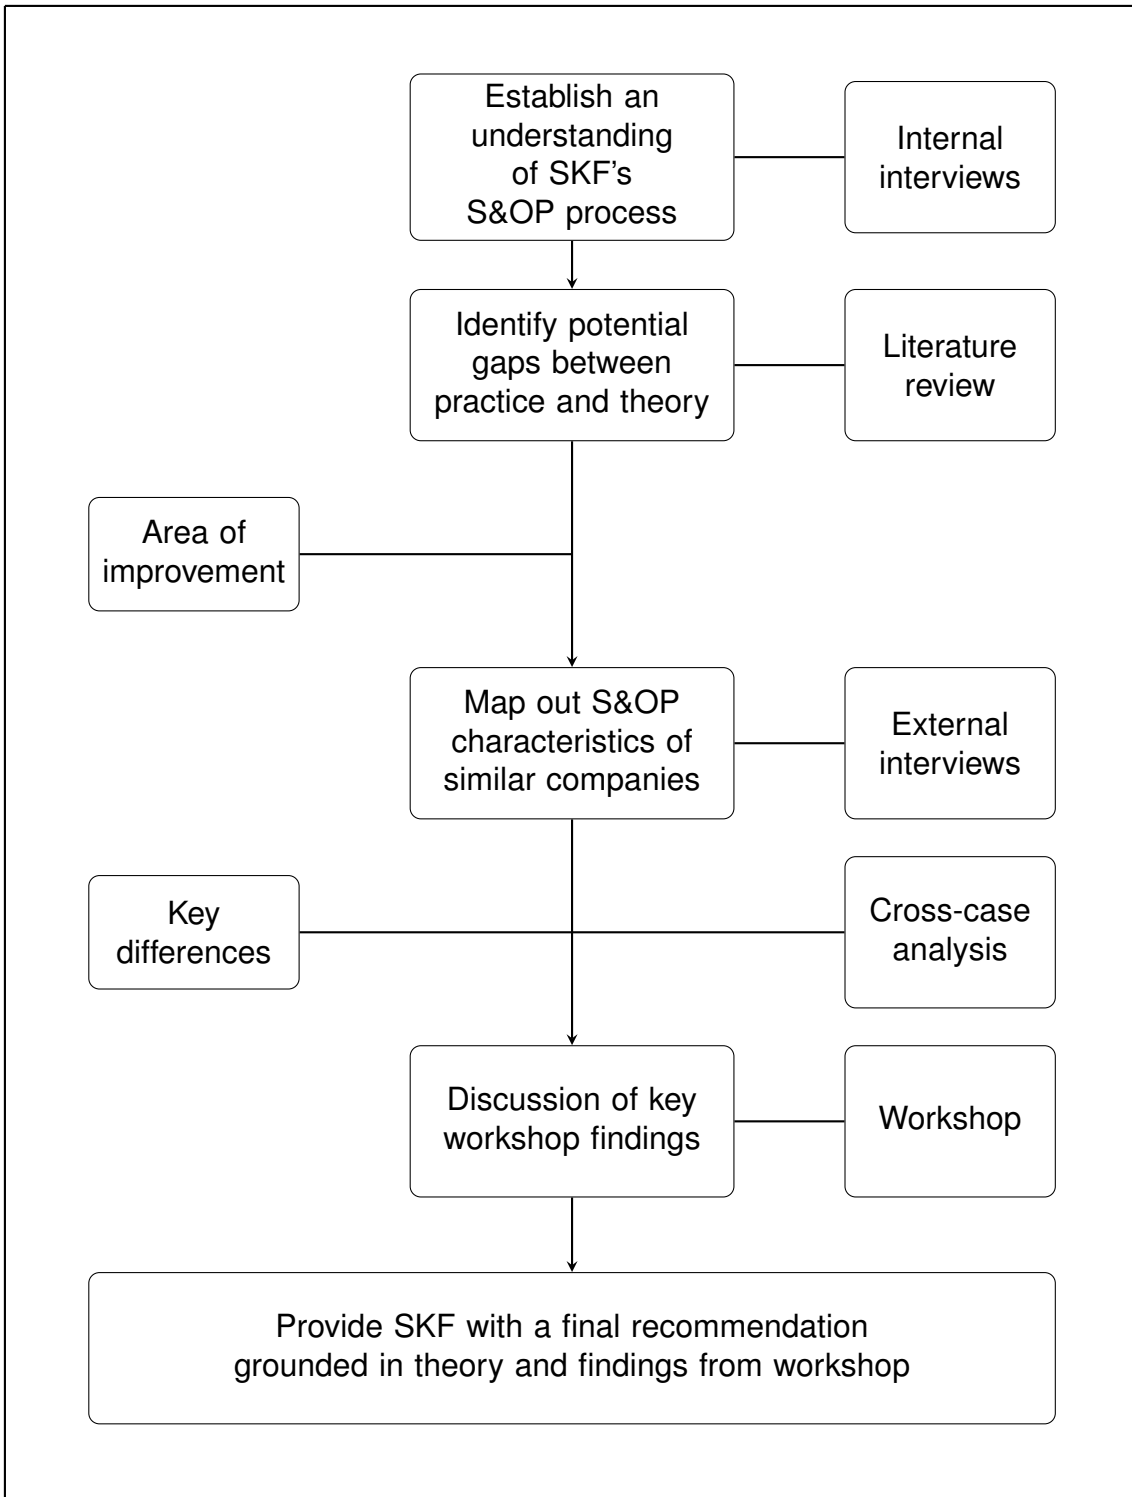 Establish an
understanding
of SKF's
S&OP process
Internal
interviews
Identify potential
gaps between
practice and theory
Literature
review
Area of
improvement
Map out S&OP
characteristics of
similar companies
External
interviews
Key
differences
Cross-case
analysis
Discussion of key
workshop findings
Workshop
Provide SKF with a final recommendation
grounded in theory and findings from workshop